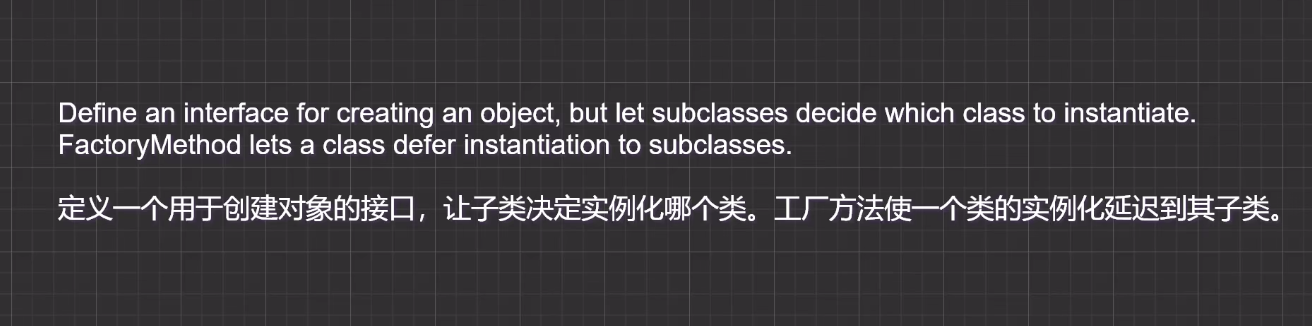 Define an interface for creating an object, but let subclasses decide which class to instantiate.
FactoryMethod lets a class defer instantiation to subclasses.
定义一个用于创建对象的接口，让子类决定实例化哪个类。工厂方法使一个类的实例化延迟到其子类。